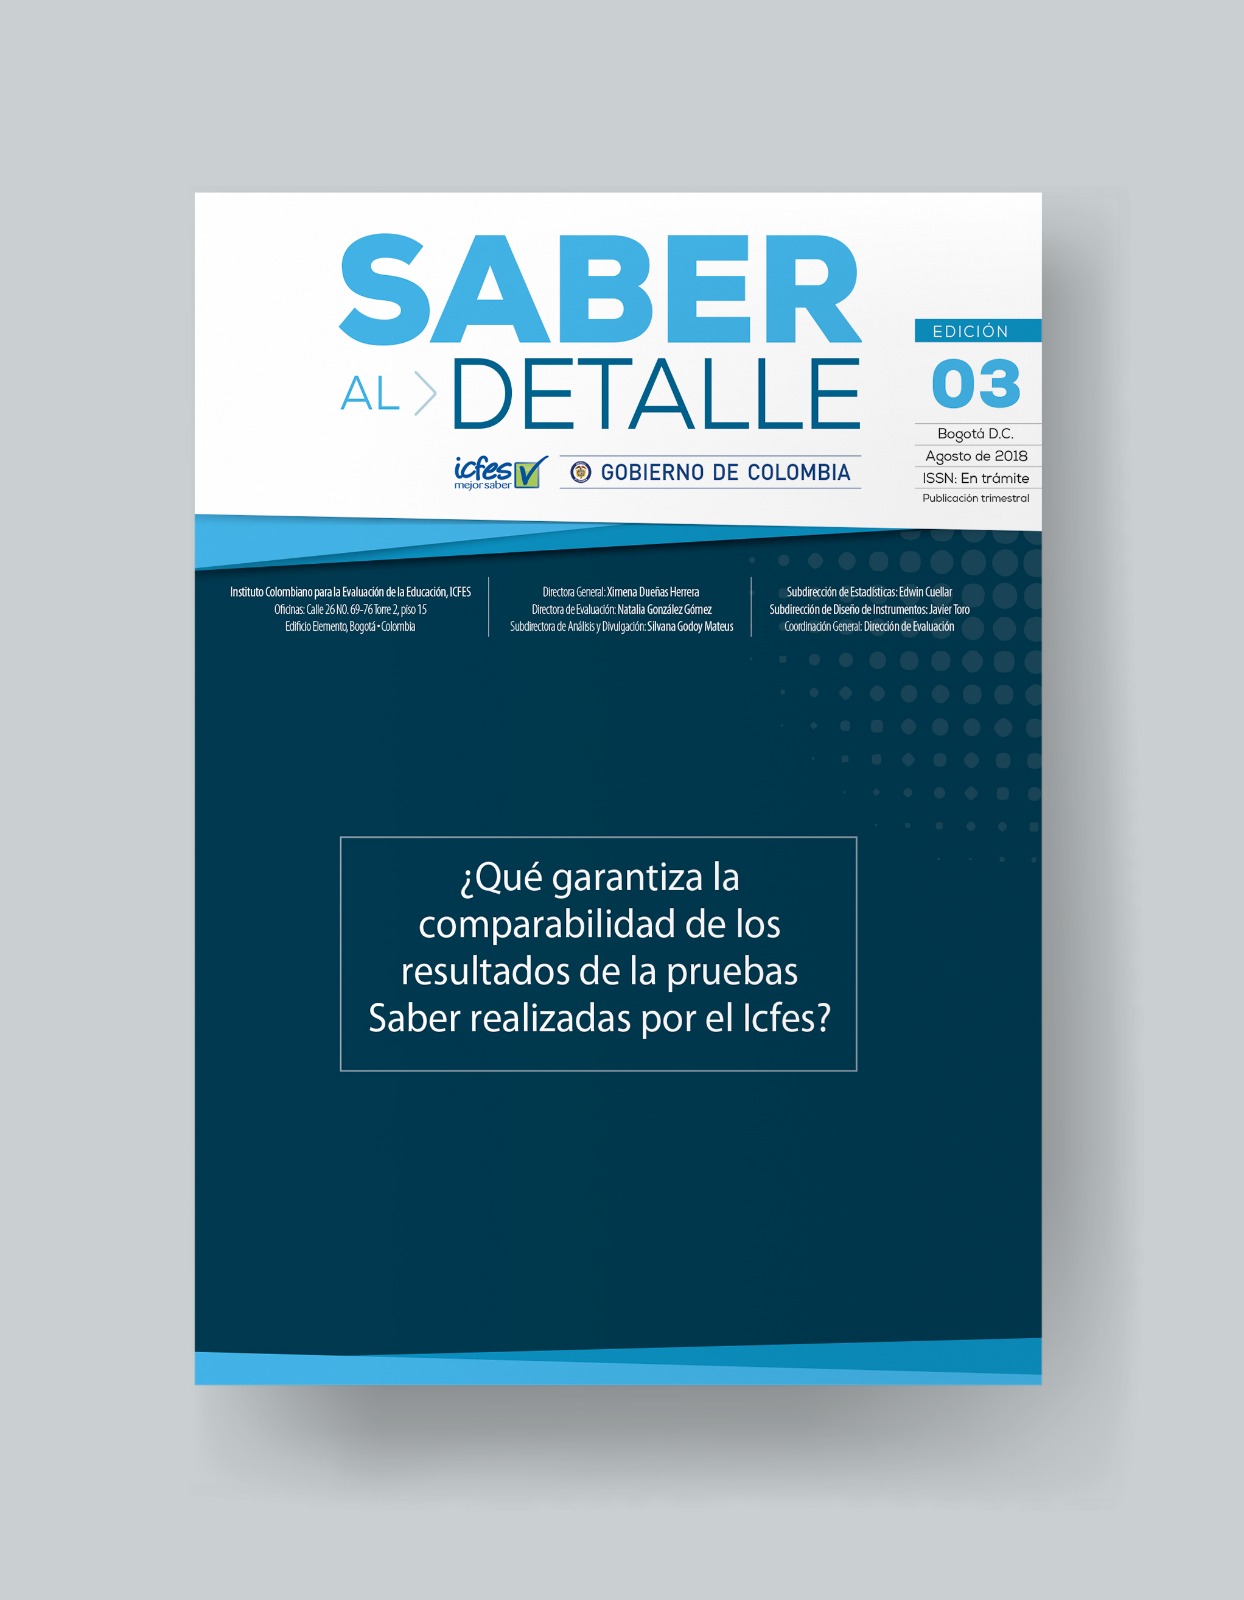 SABER
AL > DETALLE
icfes
mejor saber
GOBIERNO DE COLOMBIA
EDICIÓN
03
Bogotá D.C.
Agosto de 2018
ISSN: En trámite
Publicación trimestral
Instituto Colombiano para la Evaluación de la Educación, ICFES
Oficinas: Calle 26 N0. 69-76 Torre 2, piso 15
Edificio Elemento, Bogotá • Colombia
Directora General: Ximena Dueñas Herrera
Directora de Evaluación: Natalia González Gómez
Subdirectora de Análisis y Divulgación: Silvana Godoy Mateus
Subdirección de Estadísticas: Edwin Cuellar
Subdirección de Diseño de Instrumentos: Javier Toro
Coordinación General: Dirección de Evaluación
¿Qué garantiza la
comparabilidad de los
resultados de la pruebas
Saber realizadas por el Icfes?